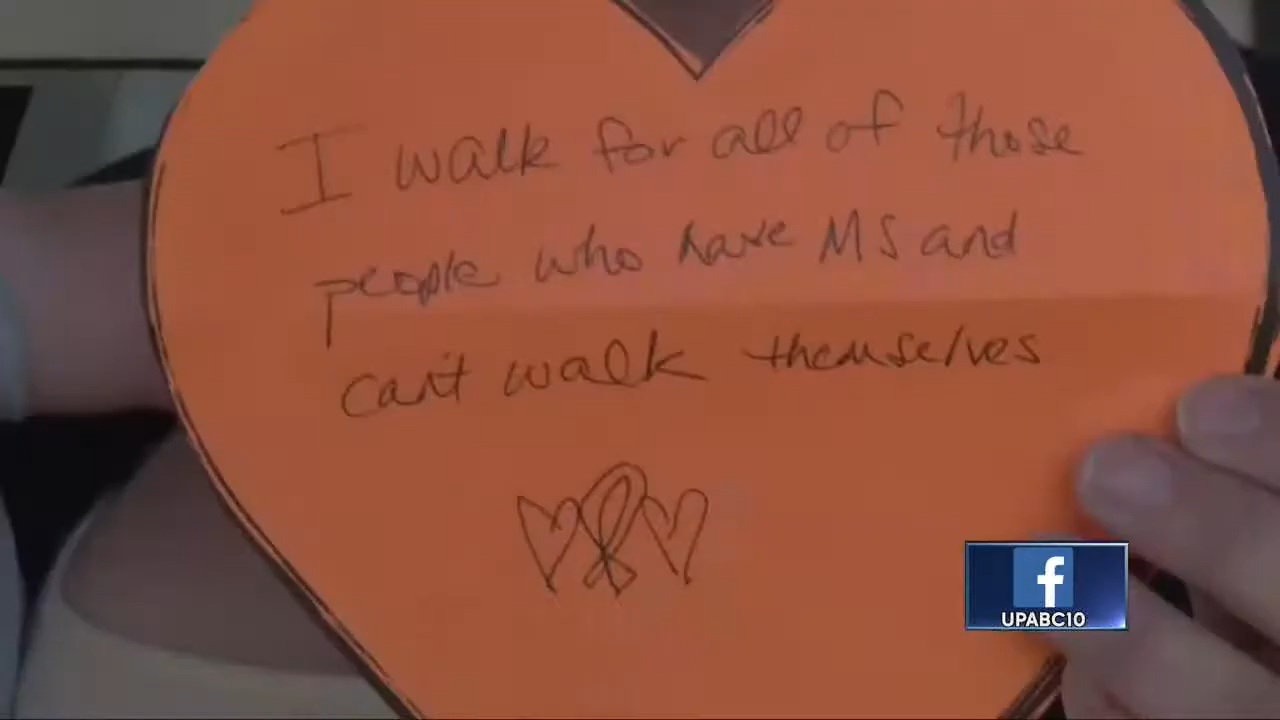 I walk for all of those
people who have MS and
can't walk themselves
f
UPABC10